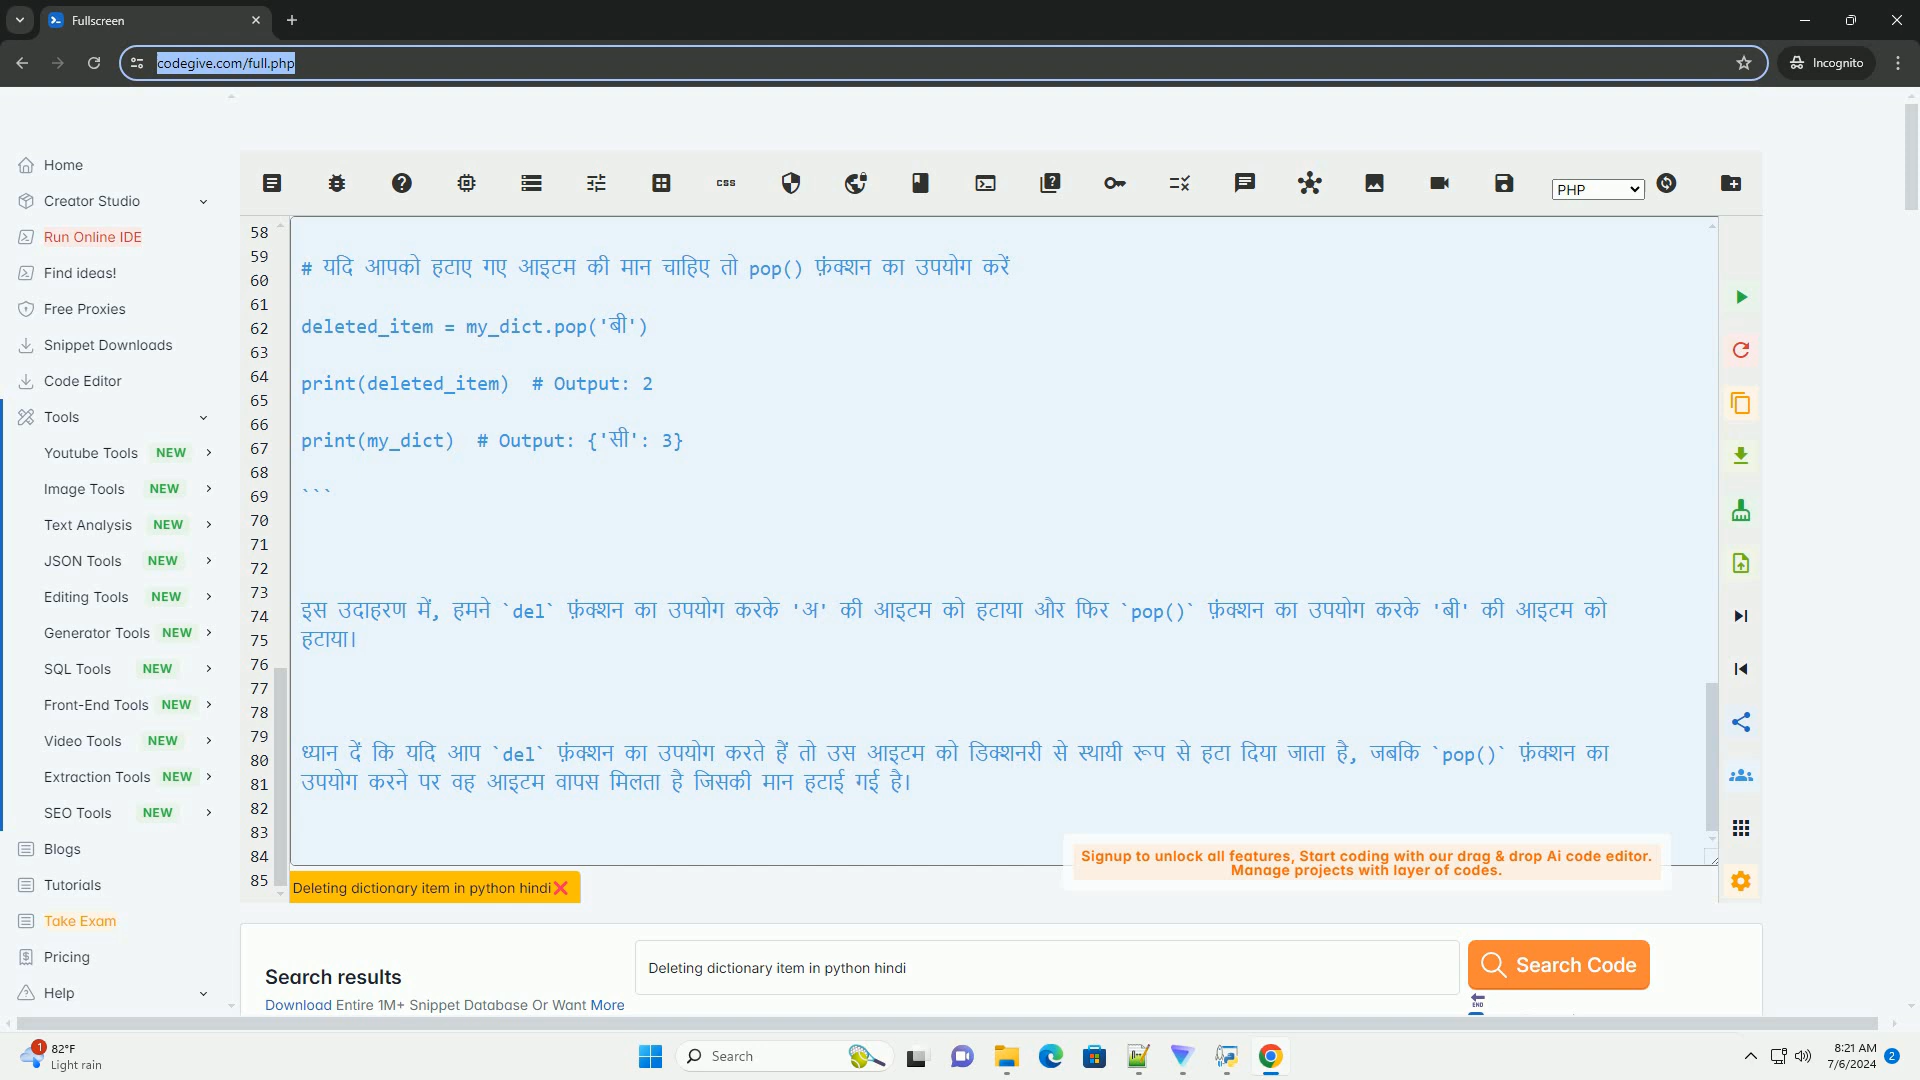 Fullscreen
codegive.com/full.php
Incognito
Home
Creator Studio
Run Online IDE
Find ideas!
Free Proxies
Snippet Downloads
Code Editor
Tools
Youtube Tools NEW
Image Tools NEW
Text Analysis NEW
JSON Tools NEW
Editing Tools NEW
Generator Tools NEW
SQL Tools NEW
Front-End Tools NEW
Video Tools NEW
Extraction Tools NEW
SEO Tools NEW
Blogs
Tutorials
Take Exam
Pricing
Help
CSS
PHP
58
59
60
61
62
63
64
65
66
67
68
69
70
71
72
73
74
75
76
77
78
79
80
81
82
83
84
85
# यदि आपको हटाए गए आइटम की मान चाहिए तो pop() फ़ंक्शन का उपयोग करें
deleted_item = my_dict.pop('बी')
print(deleted_item)  # Output: 2
print(my_dict)  # Output: {'सी': 3}
```
इस उदाहरण में, हमने `del` फ़ंक्शन का उपयोग करके 'अ' की आइटम को हटाया और फिर `pop()` फ़ंक्शन का उपयोग करके 'बी' की आइटम को
हटाया।
ध्यान दें कि यदि आप `del` फ़ंक्शन का उपयोग करते हैं तो उस आइटम को डिक्शनरी से स्थायी रूप से हटा दिया जाता है, जबकि `pop()` फ़ंक्शन का
उपयोग करने पर वह आइटम वापस मिलता है जिसकी मान हटाई गई है।
Signup to unlock all features, Start coding with our drag & drop Ai code editor.
Manage projects with layer of codes.
Deleting dictionary item in python hindi
Search results
Deleting dictionary item in python hindi
Search Code
Download Entire 1M+ Snippet Database Or Want More
END
1
82°F
Light rain
Search
8:21 AM
7/6/2024
2